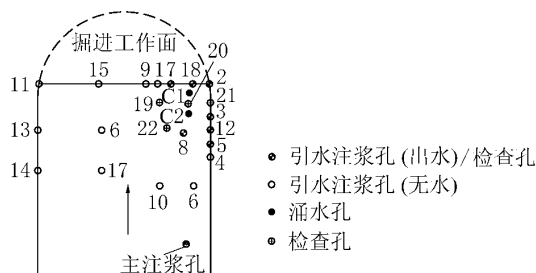 掘进工作面
20
11 15 9 17 18 2
19 C1 21
3
13 6 22 C2 12
8 5
4
14 17
10 6
主注浆孔
引水注浆孔(出水)/检查孔
引水注浆孔(无水)
涌水孔
检查孔